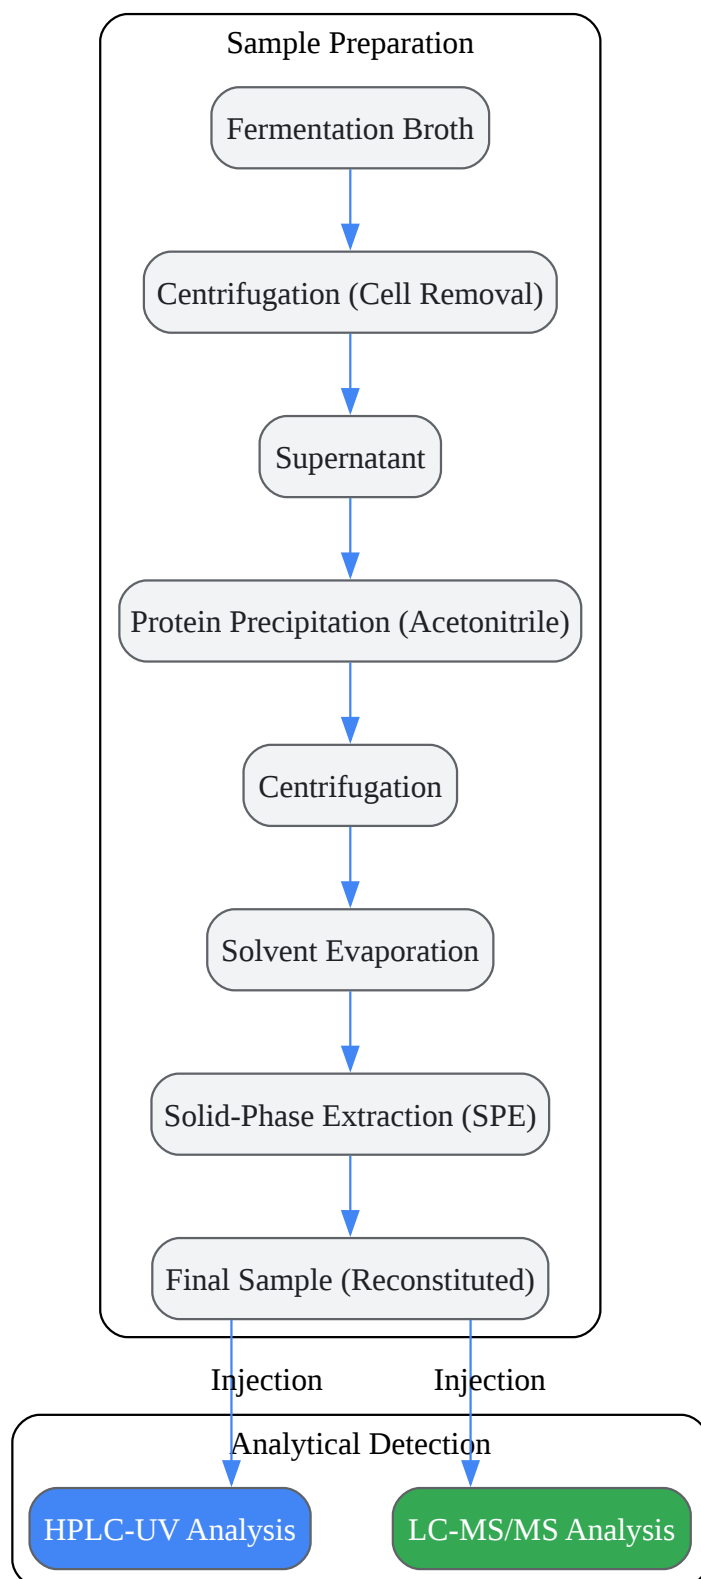 Sample Preparation
Fermentation Broth
Centrifugation (Cell Removal)
Supernatant
Protein Precipitation (Acetonitrile)
Centrifugation
Solvent Evaporation
Solid-Phase Extraction (SPE)
Final Sample (Reconstituted)
Injection
Injection
Analytical Detection
HPLC-UV Analysis
LC-MS/MS Analysis